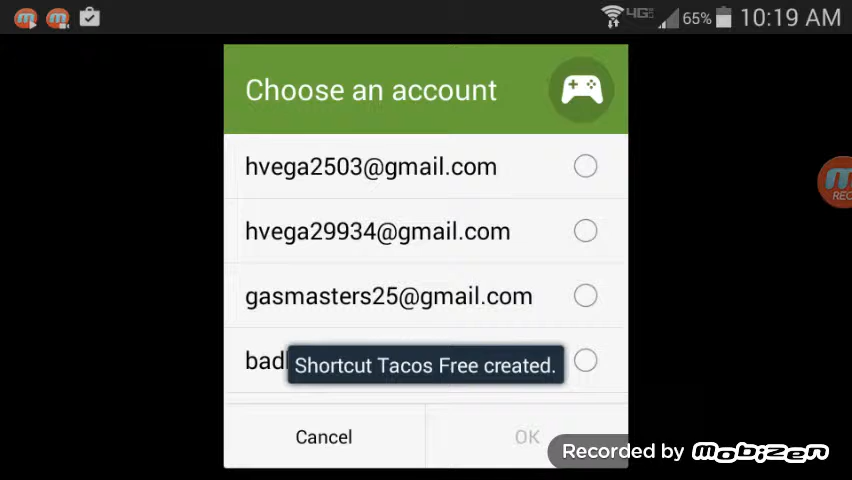 4G 65% 10:19 AM
Choose an account
hvega2503@gmail.com
hvega29934@gmail.com
gasmasters25@gmail.com
Shortcut Tacos Free created.
Cancel
OK
REC
Recorded by mobizen